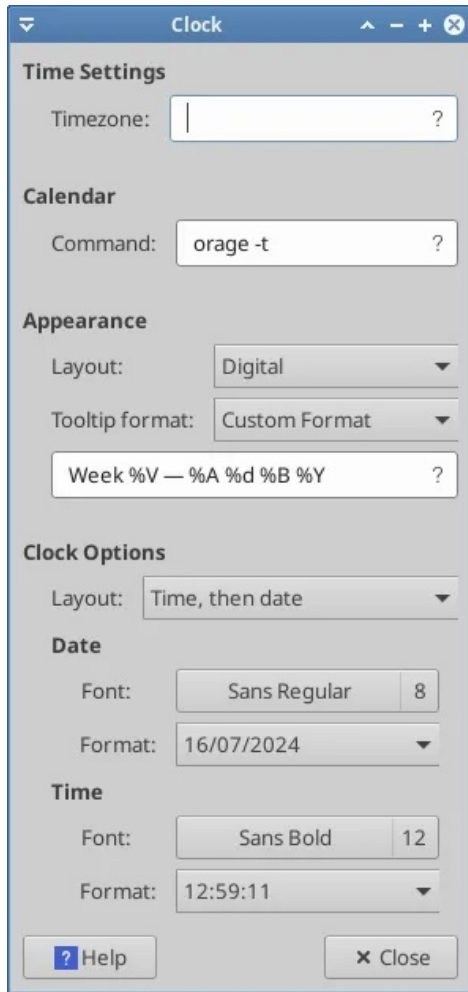 Clock
Time Settings
Timezone: ?
Calendar
Command: orage -t ?
Appearance
Layout: Digital
Tooltip format: Custom Format
Week %V — %A %d %B %Y ?
Clock Options
Layout: Time, then date
Date
Font: Sans Regular 8
Format: 16/07/2024
Time
Font: Sans Bold 12
Format: 12:59:11
? Help × Close